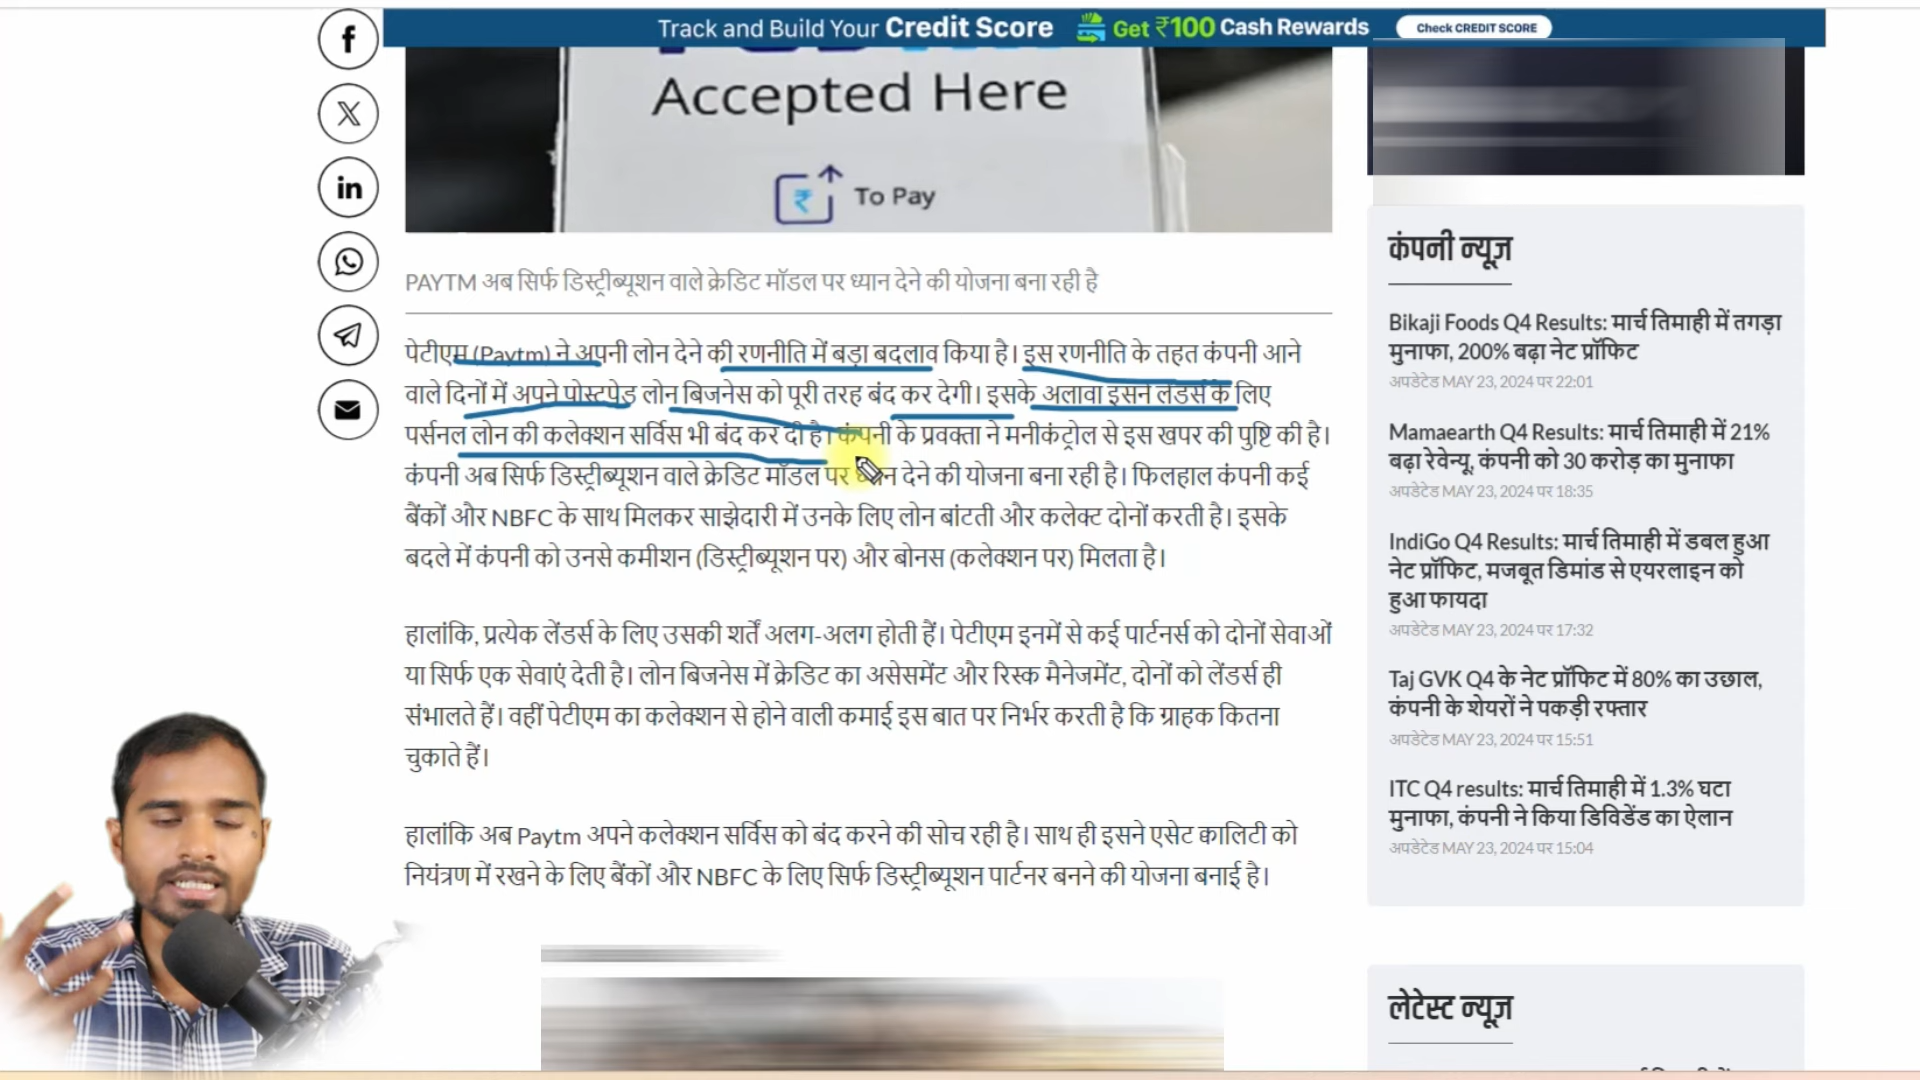 Track and Build Your Credit Score Get ₹100 Cash Rewards Check CREDIT SCORE
Accepted Here
₹ To Pay
PAYTM अब सिर्फ डिस्ट्रीब्यूशन वाले क्रेडिट मॉडल पर ध्यान देने की योजना बना रही है
पेटीएम (Paytm) ने अपनी लोन देने की रणनीति में बड़ा बदलाव किया है। इस रणनीति के तहत कंपनी आने
वाले दिनों में अपने पोस्टपेड लोन बिजनेस को पूरी तरह बंद कर देगी। इसके अलावा इसने लेंडर्स के लिए
पर्सनल लोन की कलेक्शन सर्विस भी बंद कर दी है। कंपनी के प्रवक्ता ने मनीकंट्रोल से इस खपर की पुष्टि की है।
कंपनी अब सिर्फ डिस्ट्रीब्यूशन वाले क्रेडिट मॉडल पर ध्यान देने की योजना बना रही है। फिलहाल कंपनी कई
बैंकों और NBFC के साथ मिलकर साझेदारी में उनके लिए लोन बांटती और कलेक्ट दोनों करती है। इसके
बदले में कंपनी को उनसे कमीशन (डिस्ट्रीब्यूशन पर) और बोनस (कलेक्शन पर) मिलता है।
हालांकि, प्रत्येक लेंडर्स के लिए उसकी शर्तें अलग-अलग होती हैं। पेटीएम इनमें से कई पार्टनर्स को दोनों सेवाओं
या सिर्फ एक सेवाएं देती है। लोन बिजनेस में क्रेडिट का असेसमेंट और रिस्क मैनेजमेंट, दोनों को लेंडर्स ही
संभालते हैं। वहीं पेटीएम का कलेक्शन से होने वाली कमाई इस बात पर निर्भर करती है कि ग्राहक कितना
चुकाते हैं।
हालांकि अब Paytm अपने कलेक्शन सर्विस को बंद करने की सोच रही है। साथ ही इसने एसेट क्वालिटी को
नियंत्रण में रखने के लिए बैंकों और NBFC के लिए सिर्फ डिस्ट्रीब्यूशन पार्टनर बनने की योजना बनाई है।
कंपनी न्यूज़
Bikaji Foods Q4 Results: मार्च तिमाही में तगड़ा
मुनाफा, 200% बढ़ा नेट प्रॉफिट
अपडेटेड MAY 23, 2024 पर 22:01
Mamaearth Q4 Results: मार्च तिमाही में 21%
बढ़ा रेवेन्यू, कंपनी को 30 करोड़ का मुनाफा
अपडेटेड MAY 23, 2024 पर 18:35
IndiGo Q4 Results: मार्च तिमाही में डबल हुआ
नेट प्रॉफिट, मजबूत डिमांड से एयरलाइन को
हुआ फायदा
अपडेटेड MAY 23, 2024 पर 17:32
Taj GVK Q4 के नेट प्रॉफिट में 80% का उछाल,
कंपनी के शेयरों ने पकड़ी रफ्तार
अपडेटेड MAY 23, 2024 पर 15:51
ITC Q4 results: मार्च तिमाही में 1.3% घटा
मुनाफा, कंपनी ने किया डिविडेंड का ऐलान
अपडेटेड MAY 23, 2024 पर 15:04
लेटेस्ट न्यूज़